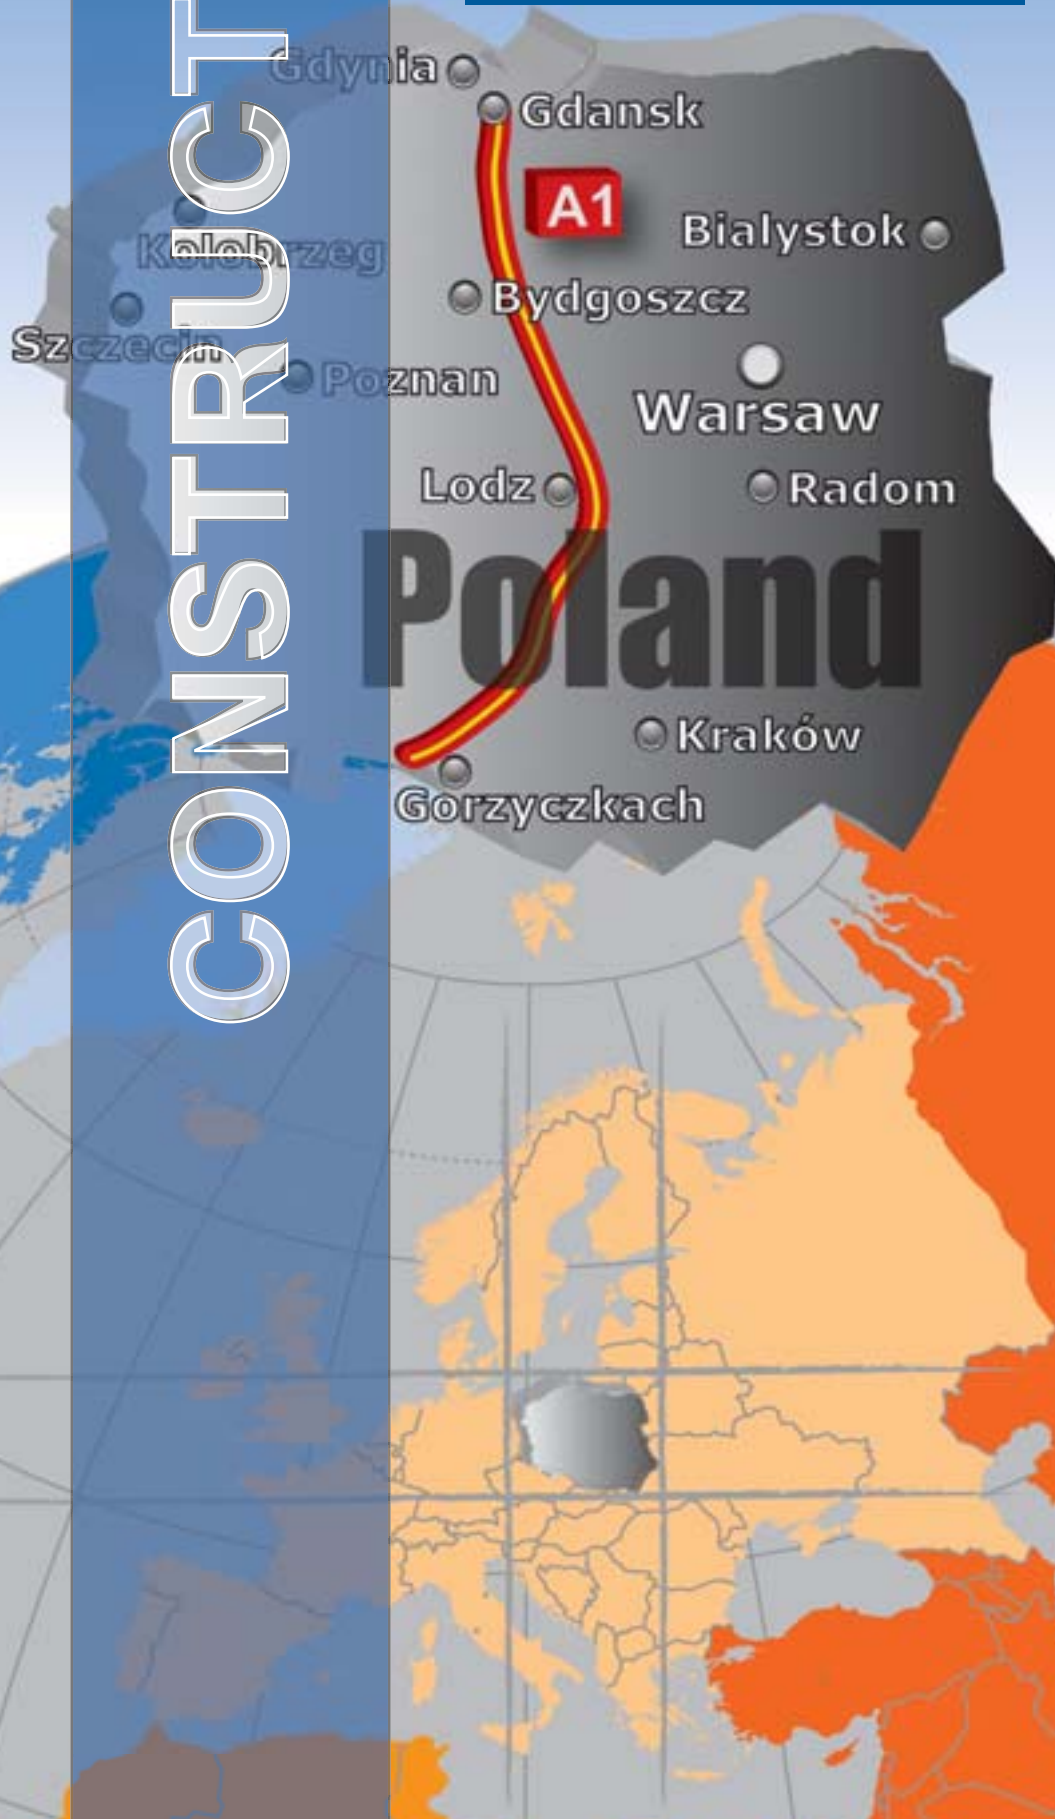 Gdynia
Gdansk
A1
Bialystok
Kolobrzeg
Bydgoszcz
Szczecin
Poznan
Warsaw
Lodz
Radom
Poland
Kraków
Gorzyczkach
CONSTRUCT